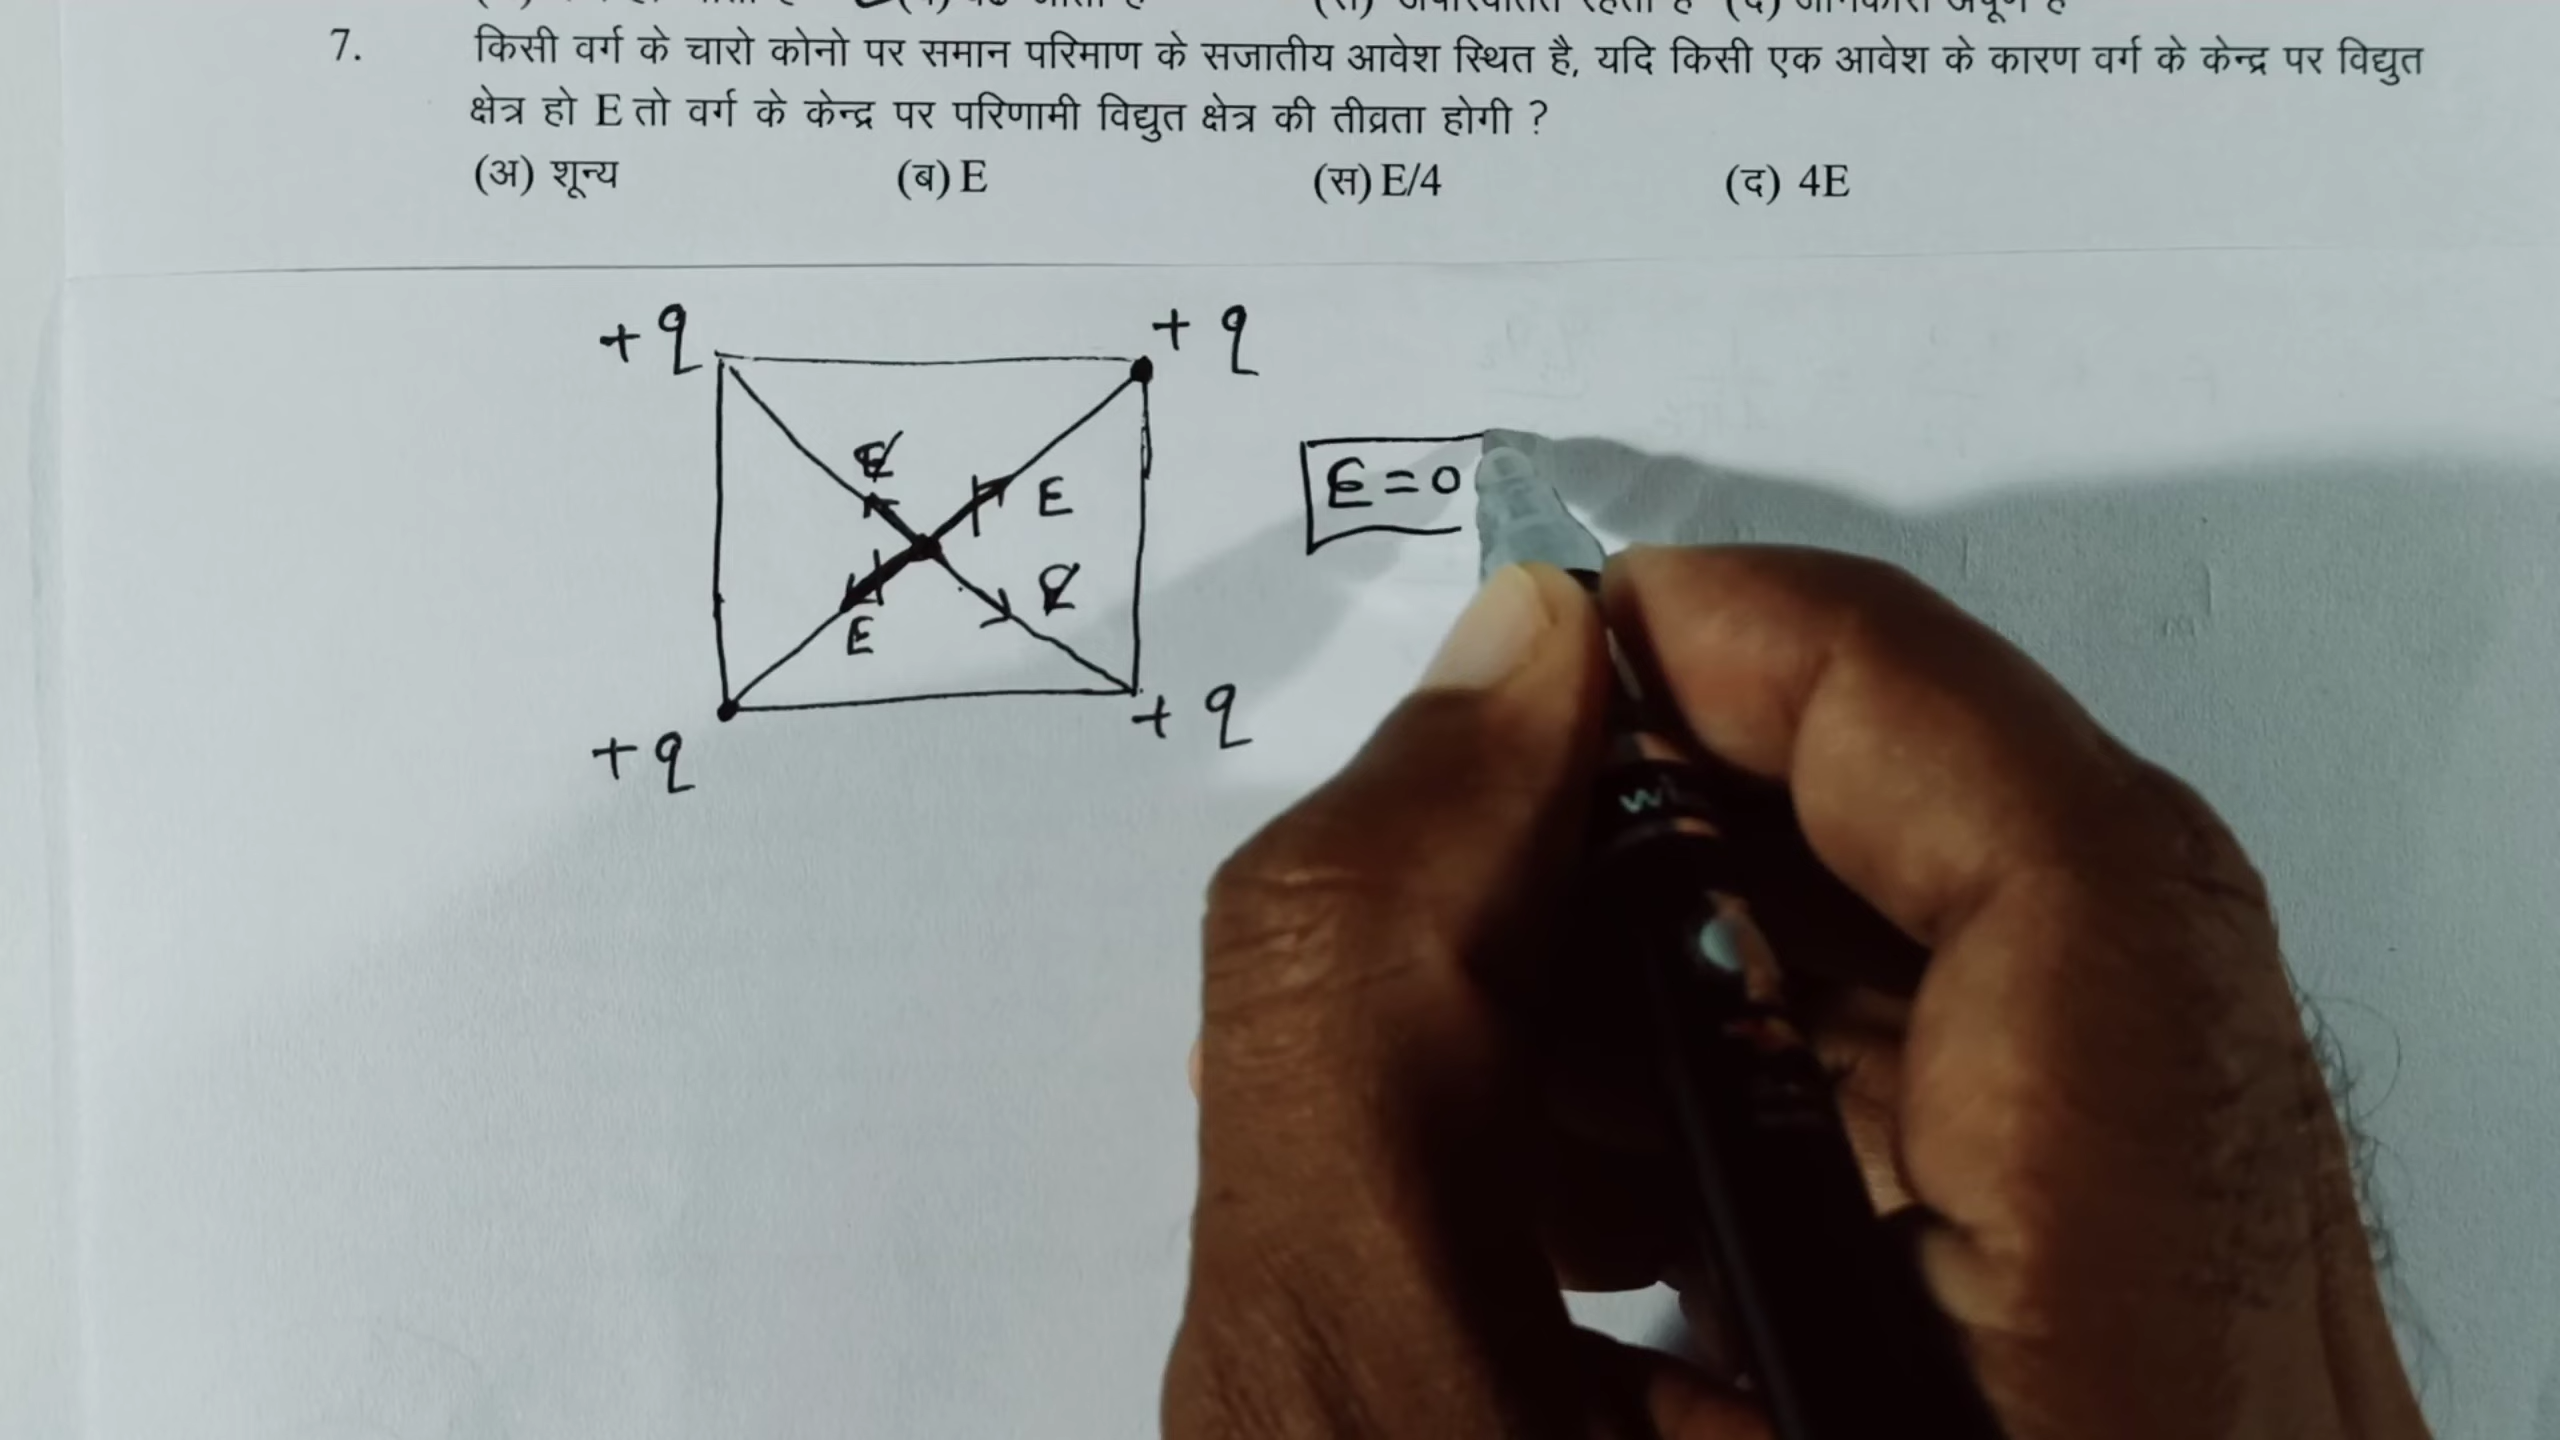 7. किसी वर्ग के चारो कोनो पर समान परिमाण के सजातीय आवेश स्थित है, यदि किसी एक आवेश के कारण वर्ग के केन्द्र पर विद्युत
क्षेत्र हो E तो वर्ग के केन्द्र पर परिणामी विद्युत क्षेत्र की तीव्रता होगी ?
(अ) शून्य (ब) E (स) E/4 (द) 4E
+q +q
E
E=0
E
E
E
+q
+q